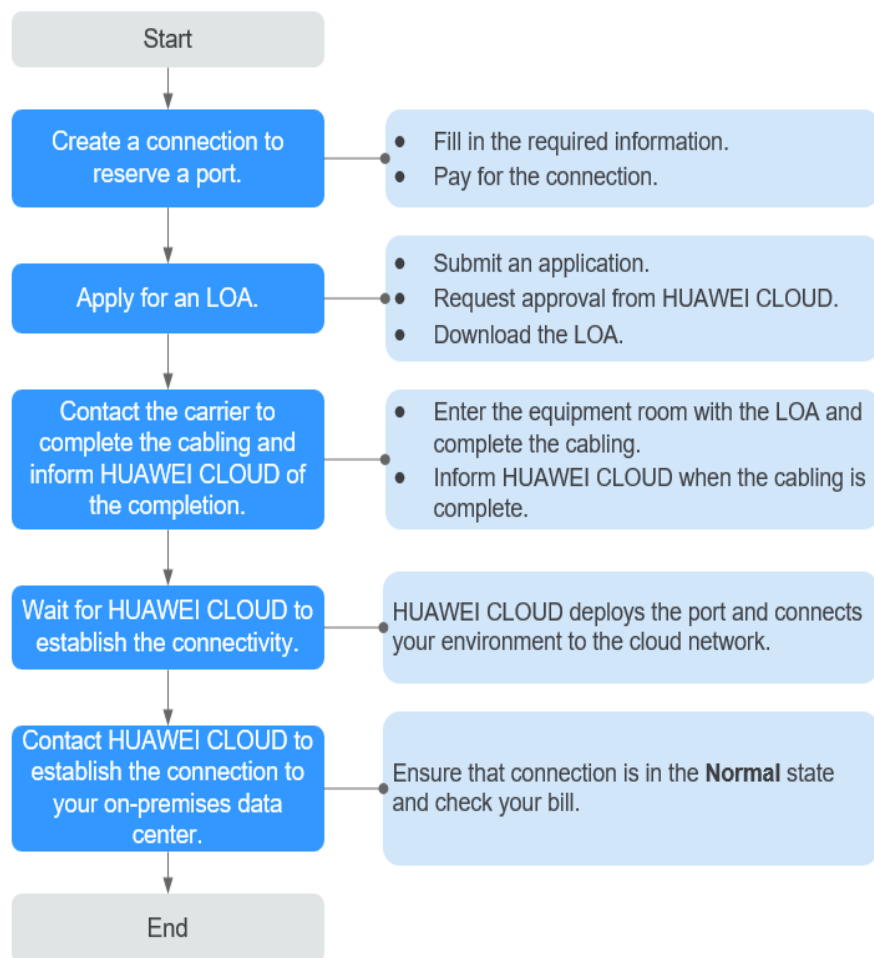 Start
Create a connection to
reserve a port.
● Fill in the required information.
● Pay for the connection.
Apply for an LOA.
● Submit an application.
● Request approval from HUAWEI CLOUD.
● Download the LOA.
Contact the carrier to
complete the cabling and
inform HUAWEI CLOUD of
the completion.
● Enter the equipment room with the LOA and
complete the cabling.
● Inform HUAWEI CLOUD when the cabling is
complete.
Wait for HUAWEI CLOUD to
establish the connectivity.
HUAWEI CLOUD deploys the port and connects
your environment to the cloud network.
Contact HUAWEI CLOUD to
establish the connection to
your on-premises data
center.
Ensure that connection is in the Normal state
and check your bill.
End